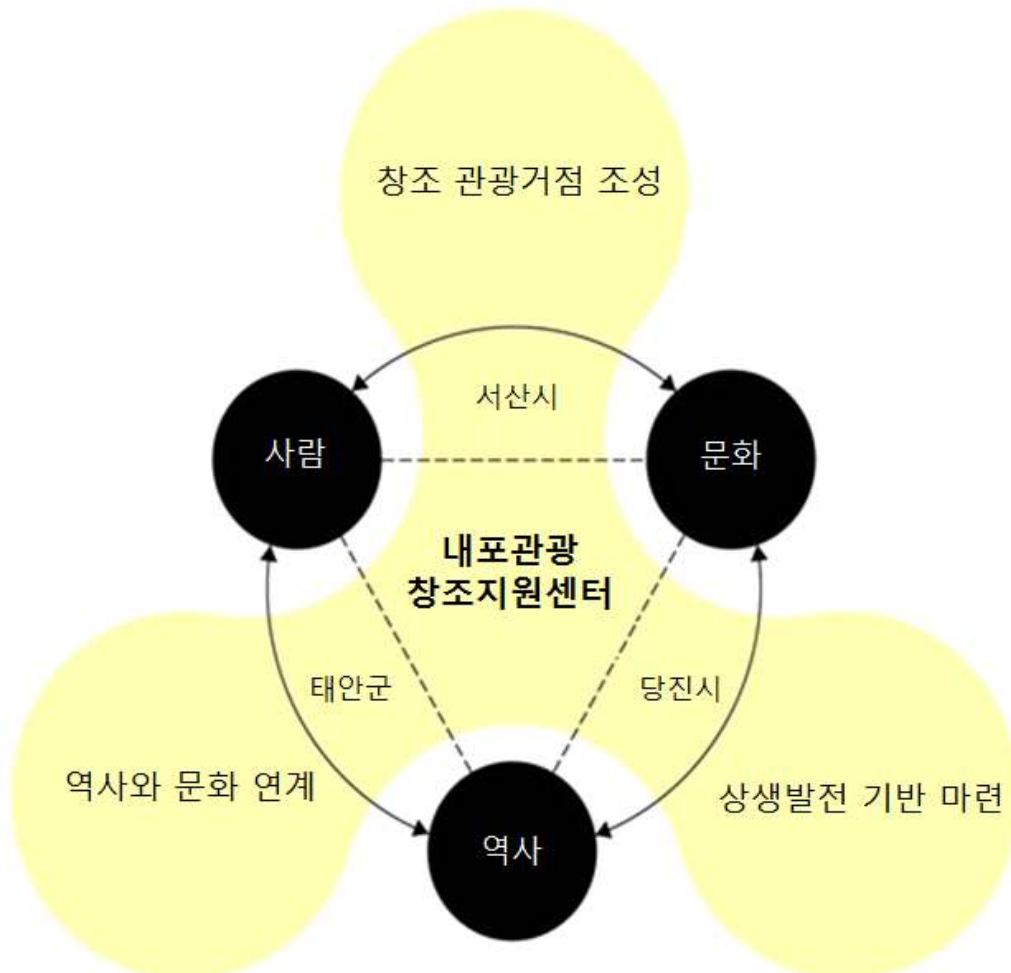 창조 관광거점 조성
서산시
사람
문화
내포관광
창조지원센터
태안군
당진시
역사와 문화 연계
상생발전 기반 마련
역사